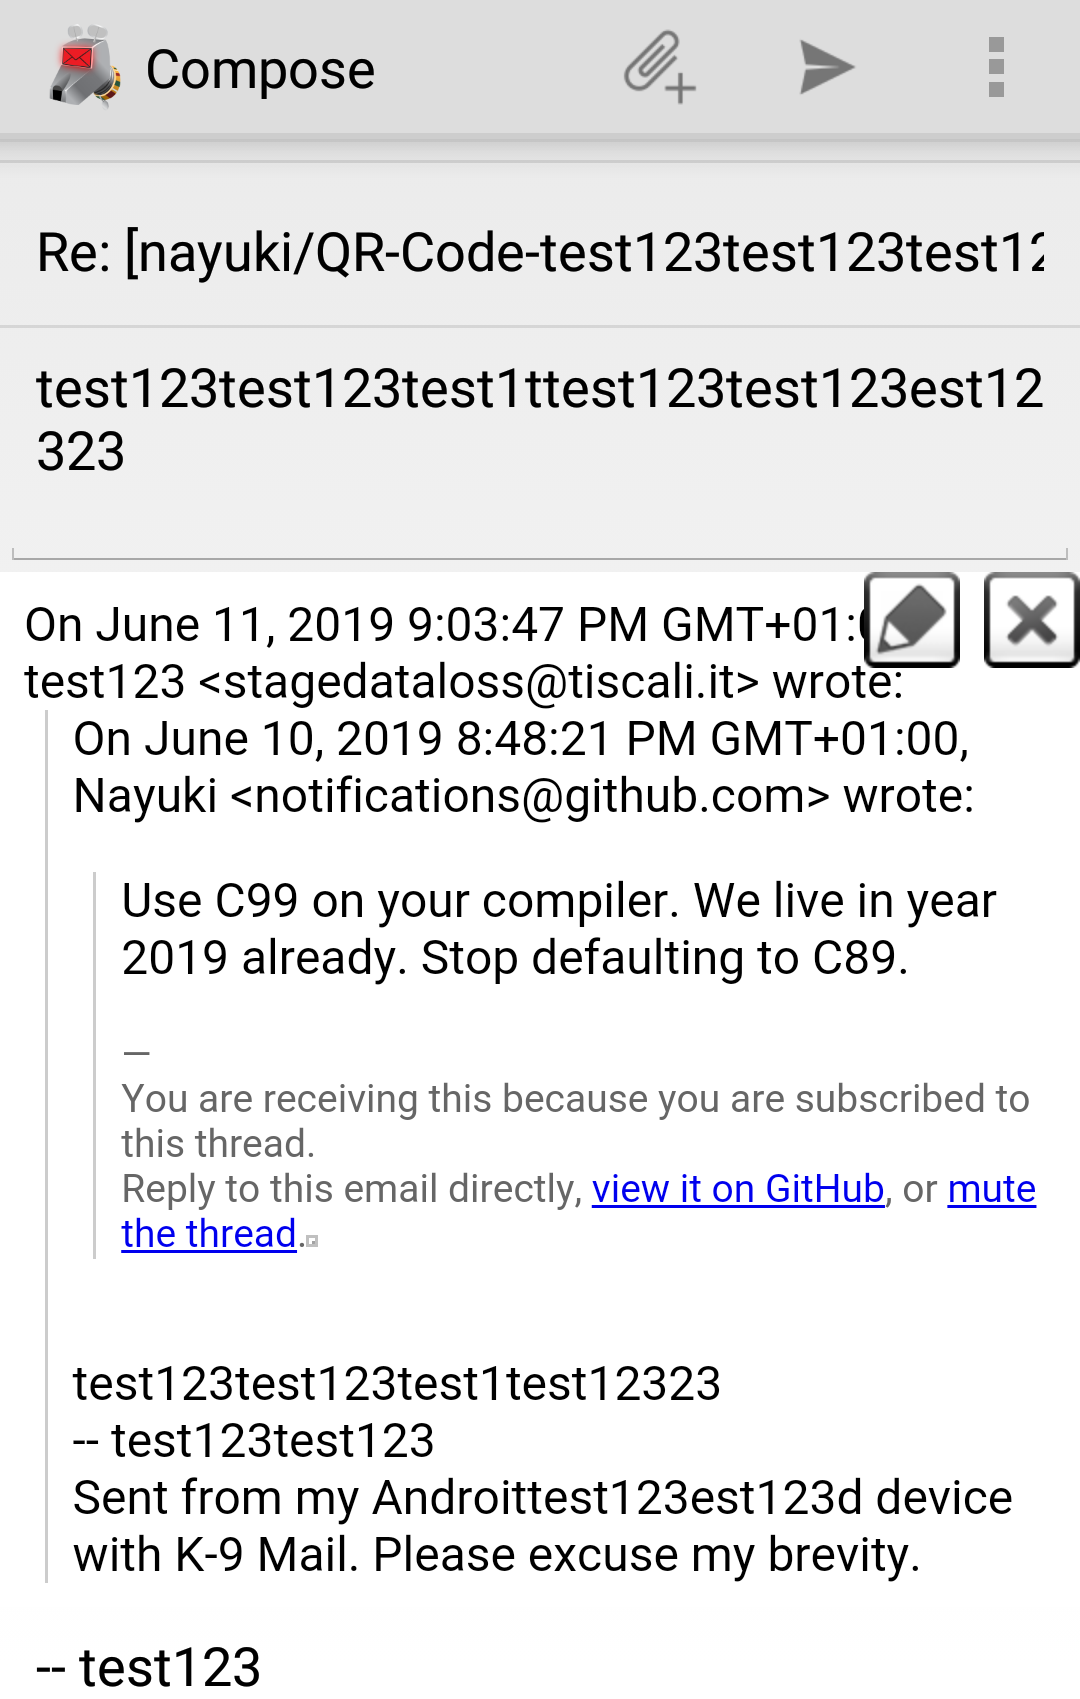 Compose
Re: [nayuki/QR-Code-test123test123test12
test123test123test1ttest123test123est12
323
On June 11, 2019 9:03:47 PM GMT+01:
test123 <stagedataloss@tiscali.it> wrote:
On June 10, 2019 8:48:21 PM GMT+01:00,
Nayuki <notifications@github.com> wrote:
Use C99 on your compiler. We live in year
2019 already. Stop defaulting to C89.
—
You are receiving this because you are subscribed to
this thread.
Reply to this email directly, view it on GitHub, or mute
the thread.
test123test123test1test12323
-- test123test123
Sent from my Androittest123est123d device
with K-9 Mail. Please excuse my brevity.
-- test123